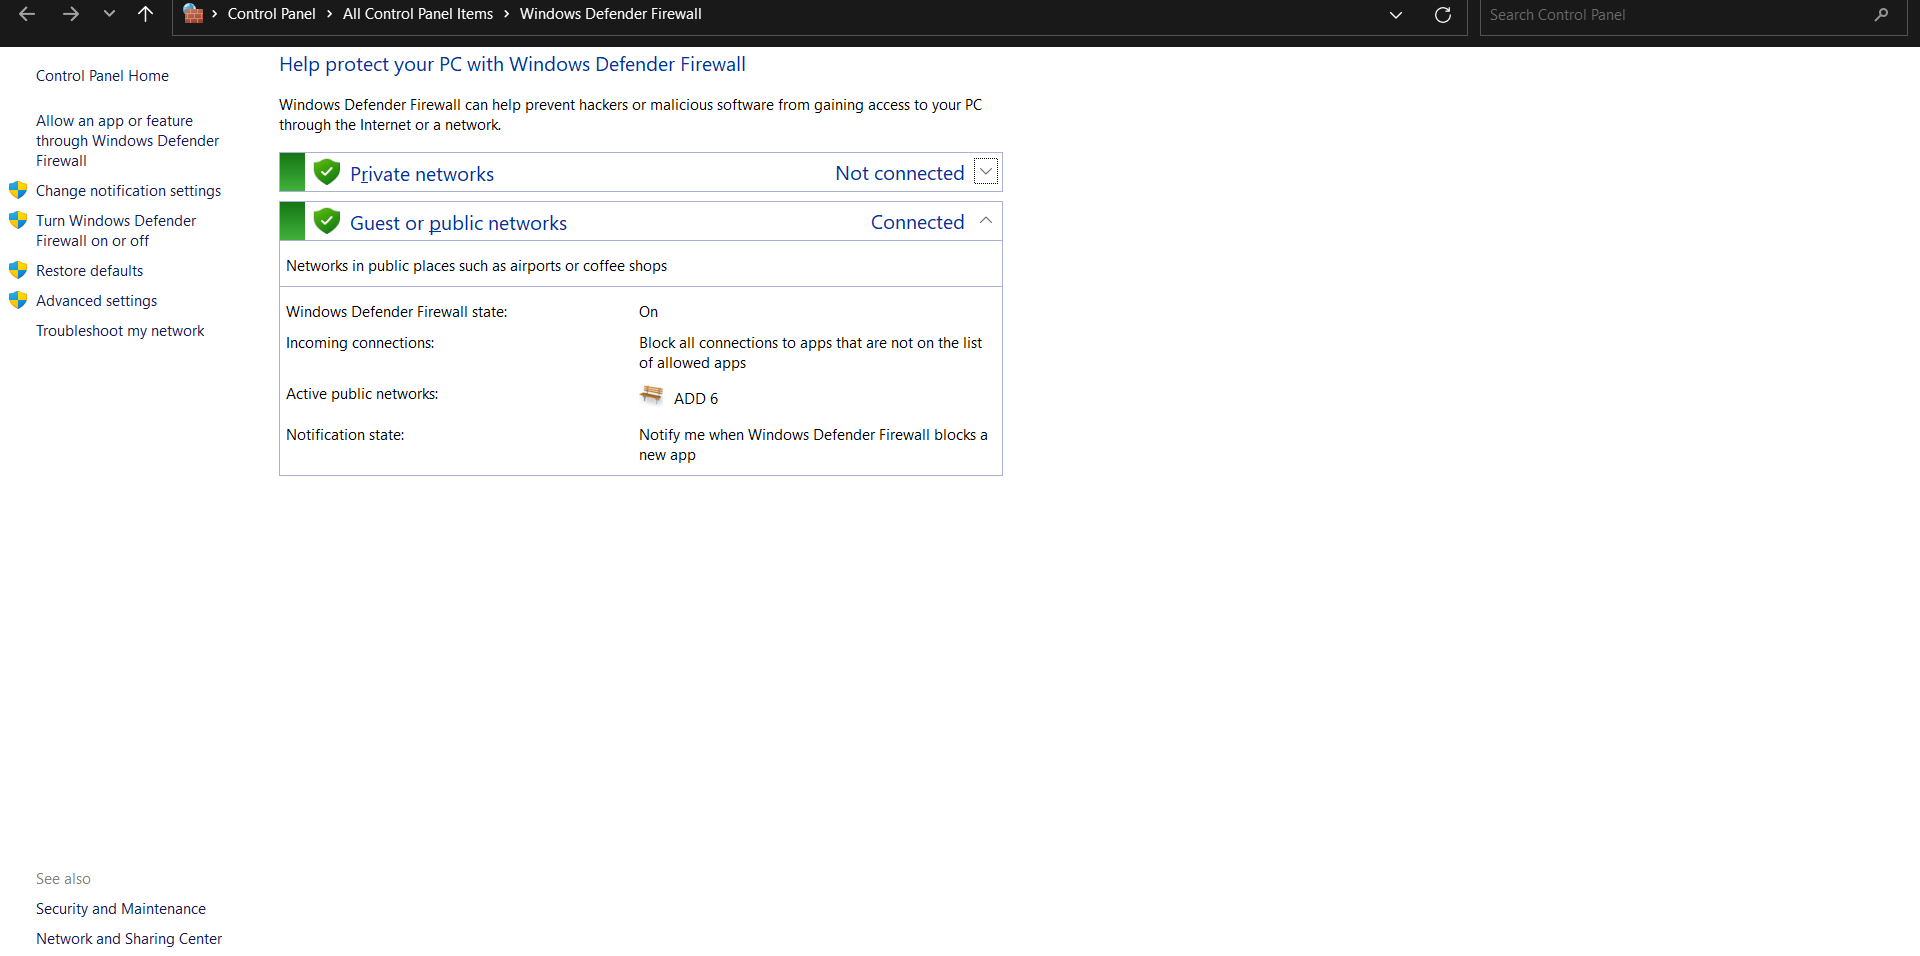 Control Panel > All Control Panel Items > Windows Defender Firewall
Search Control Panel
Control Panel Home
Allow an app or feature
through Windows Defender
Firewall
Change notification settings
Turn Windows Defender
Firewall on or off
Restore defaults
Advanced settings
Troubleshoot my network
See also
Security and Maintenance
Network and Sharing Center
Help protect your PC with Windows Defender Firewall
Windows Defender Firewall can help prevent hackers or malicious software from gaining access to your PC
through the Internet or a network.
Private networks Not connected
Guest or public networks Connected
Networks in public places such as airports or coffee shops
Windows Defender Firewall state: On
Incoming connections: Block all connections to apps that are not on the list
of allowed apps
Active public networks: ADD 6
Notification state: Notify me when Windows Defender Firewall blocks a
new app